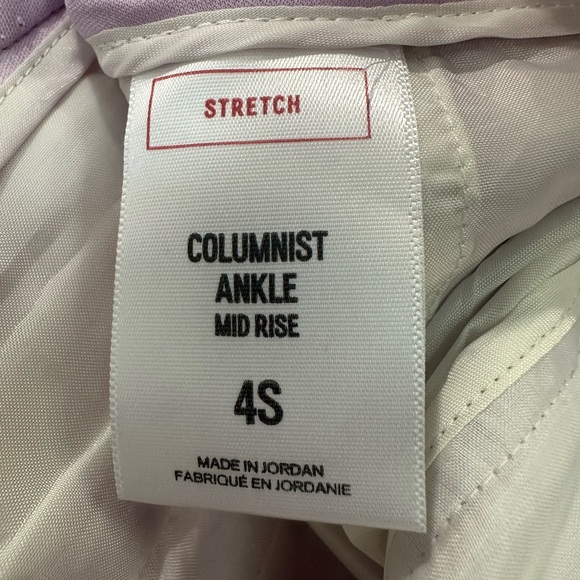 STRETCH
COLUMNIST
ANKLE
MID RISE
4S
MADE IN JORDAN
FABRIQUÉ EN JORDANIE